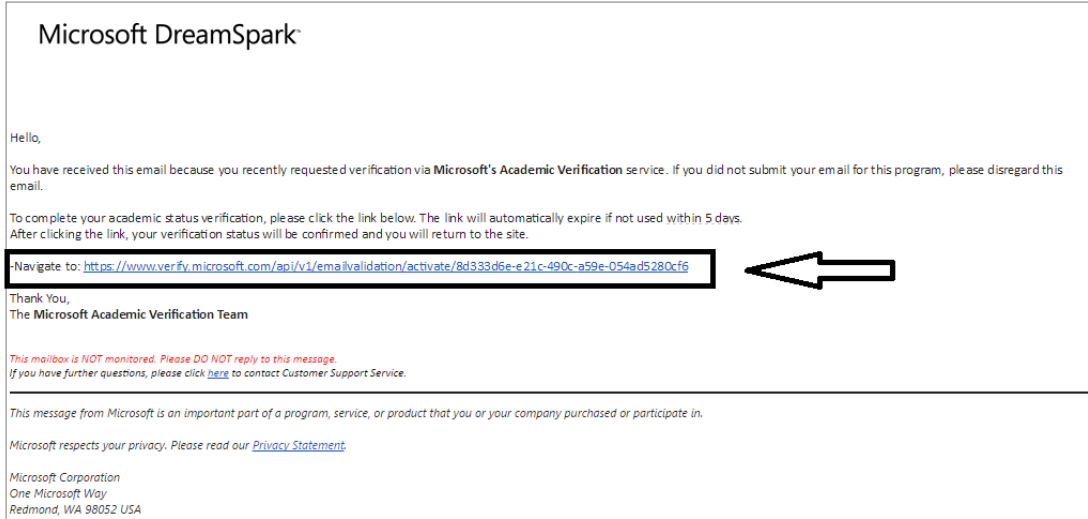 Microsoft DreamSpark
Hello,
You have received this email because you recently requested verification via Microsoft's Academic Verification service. If you did not submit your email for this program, please disregard this
email.
To complete your academic status verification, please click the link below. The link will automatically expire if not used within 5 days.
After clicking the link, your verification status will be confirmed and you will return to the site.
-Navigate to: https://www.verify.microsoft.com/api/v1/emailvalidation/activate/8d333d6e-e21c-490c-a59e-054ad5280cf6
Thank You,
The Microsoft Academic Verification Team
This mailbox is NOT monitored. Please DO NOT reply to this message.
If you have further questions, please click here to contact Customer Support Service.
This message from Microsoft is an important part of a program, service, or product that you or your company purchased or participate in.
Microsoft respects your privacy. Please read our Privacy Statement.
Microsoft Corporation
One Microsoft Way
Redmond, WA 98052 USA